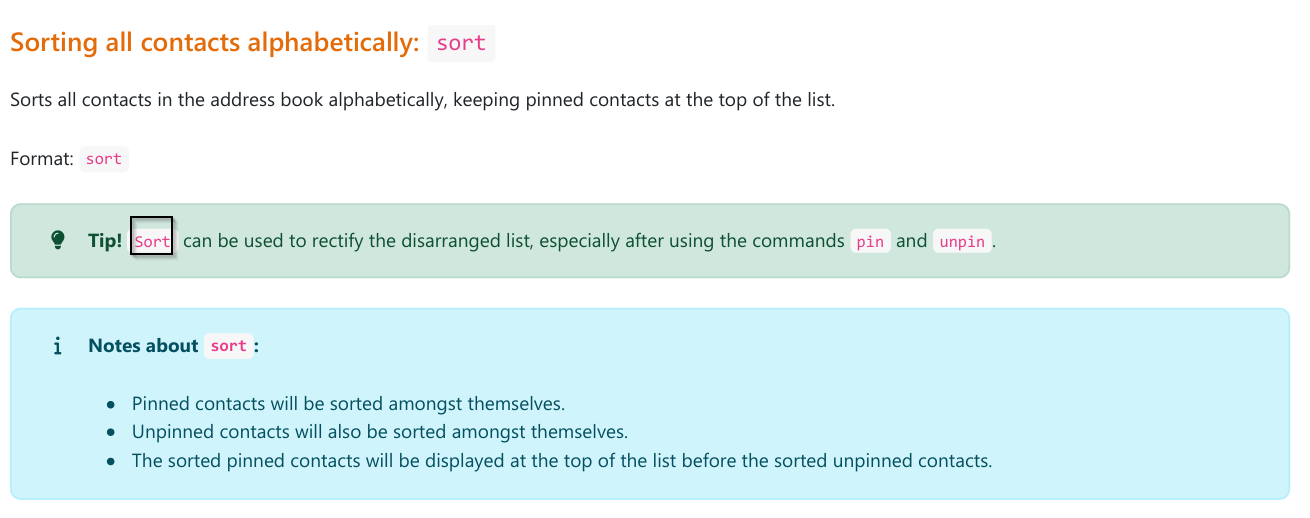 Sorting all contacts alphabetically: sort
Sorts all contacts in the address book alphabetically, keeping pinned contacts at the top of the list.
Format: sort
Tip! Sort can be used to rectify the disarranged list, especially after using the commands pin and unpin.
Notes about sort:
● Pinned contacts will be sorted amongst themselves.
● Unpinned contacts will also be sorted amongst themselves.
● The sorted pinned contacts will be displayed at the top of the list before the sorted unpinned contacts.